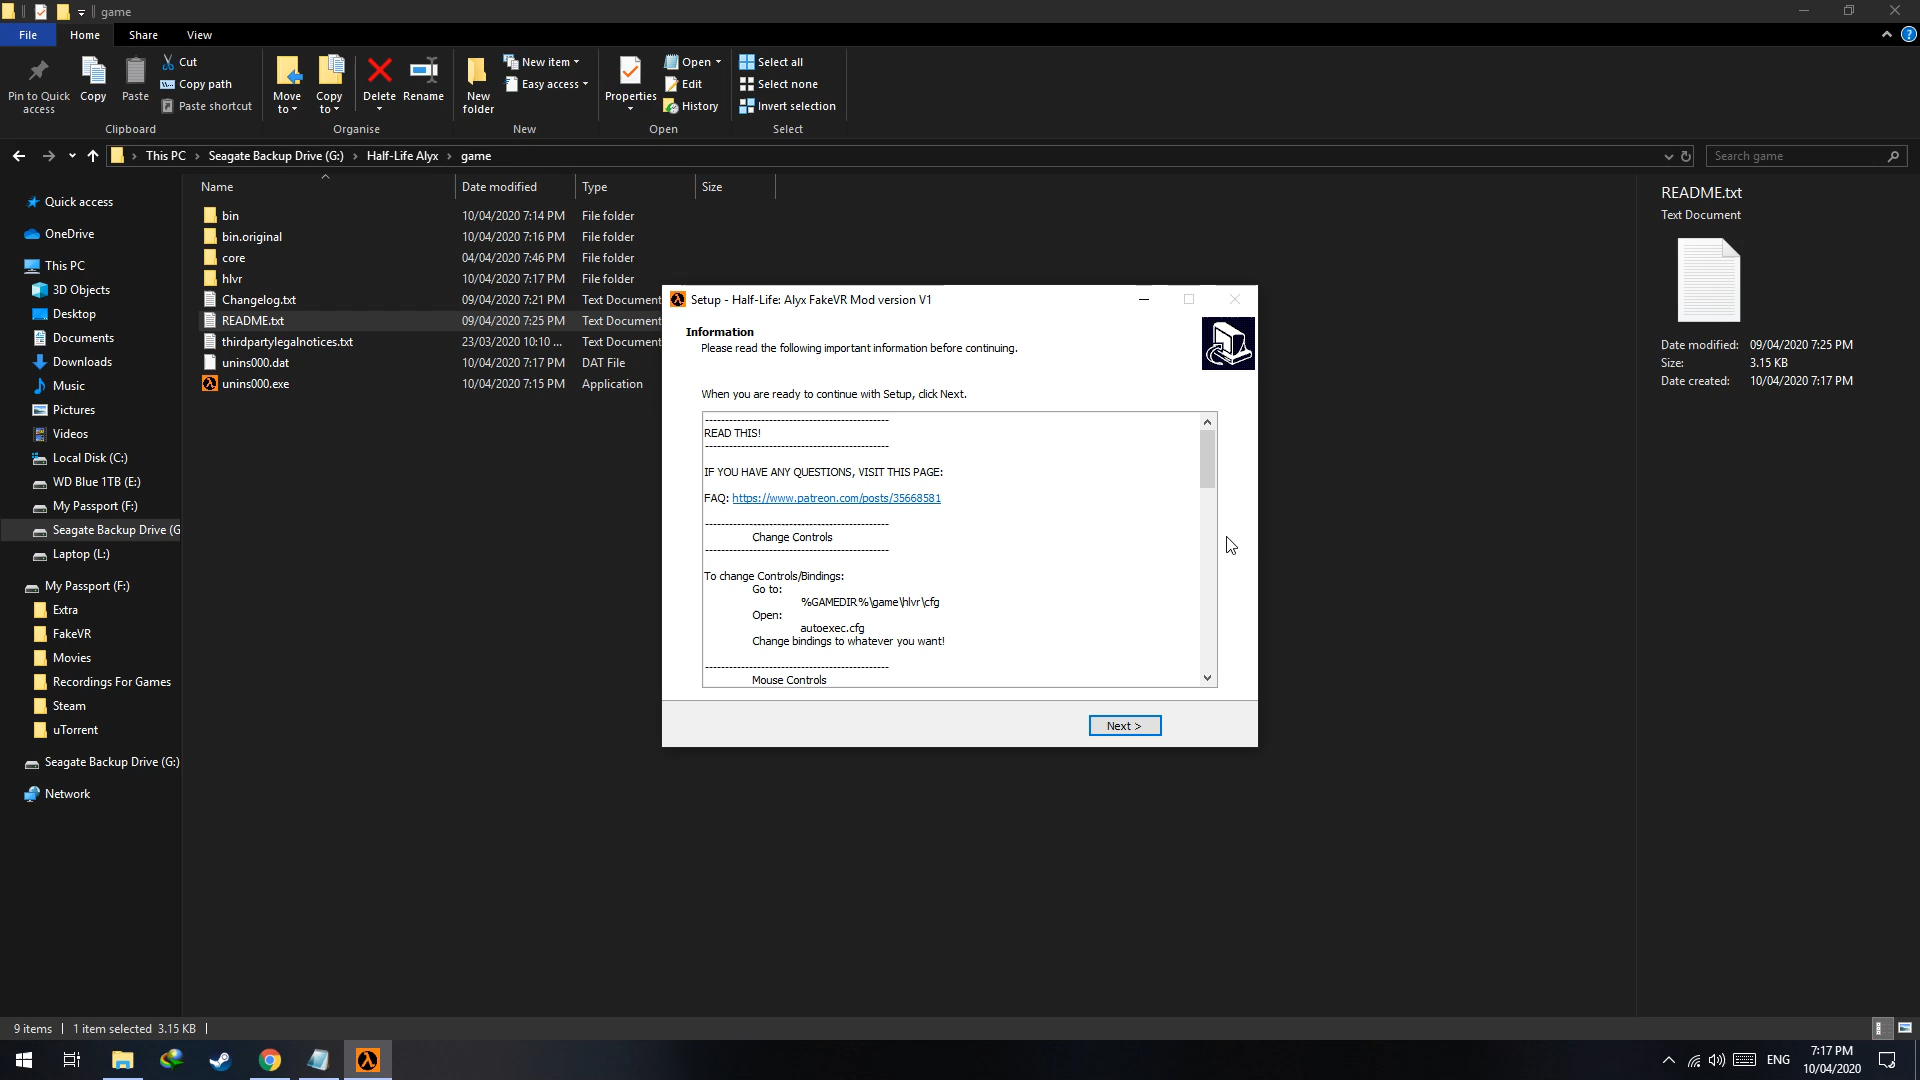 game
File Home Share View
Pin to Quick access
Copy
Paste
Cut
Copy path
Paste shortcut
Clipboard
Move to
Copy to
Delete
Rename
Organise
New folder
New item
Easy access
New
Properties
Open
Edit
History
Open
Select all
Select none
Invert selection
Select
This PC > Seagate Backup Drive (G:) > Half-Life Alyx > game
Search game
Name Date modified Type Size
bin 10/04/2020 7:14 PM File folder
bin.original 10/04/2020 7:16 PM File folder
core 04/04/2020 7:46 PM File folder
hlvr 10/04/2020 7:17 PM File folder
Changelog.txt 09/04/2020 7:21 PM Text Document
README.txt 09/04/2020 7:25 PM Text Document
thirdpartylegalnotices.txt 23/03/2020 10:10 ... Text Document
unins000.dat 10/04/2020 7:17 PM DAT File
unins000.exe 10/04/2020 7:15 PM Application
Quick access
OneDrive
This PC
3D Objects
Desktop
Documents
Downloads
Music
Pictures
Videos
Local Disk (C:)
WD Blue 1TB (E:)
My Passport (F:)
Seagate Backup Drive (G
Laptop (L:)
My Passport (F:)
Extra
FakeVR
Movies
Recordings For Games
Steam
uTorrent
Seagate Backup Drive (G:)
Network
Setup - Half-Life: Alyx FakeVR Mod version V1
Information
Please read the following important information before continuing.
When you are ready to continue with Setup, click Next.
----------------------------------------------
READ THIS!
----------------------------------------------
IF YOU HAVE ANY QUESTIONS, VISIT THIS PAGE:
FAQ: https://www.patreon.com/posts/35668581
----------------------------------------------
Change Controls
----------------------------------------------
To change Controls/Bindings:
Go to:
%GAMEDIR%\game\hlvr\cfg
Open:
autoexec.cfg
Change bindings to whatever you want!
----------------------------------------------
Mouse Controls
Next >
README.txt
Text Document
Date modified: 09/04/2020 7:25 PM
Size: 3.15 KB
Date created: 10/04/2020 7:17 PM
9 items 1 item selected 3.15 KB
ENG
7:17 PM
10/04/2020